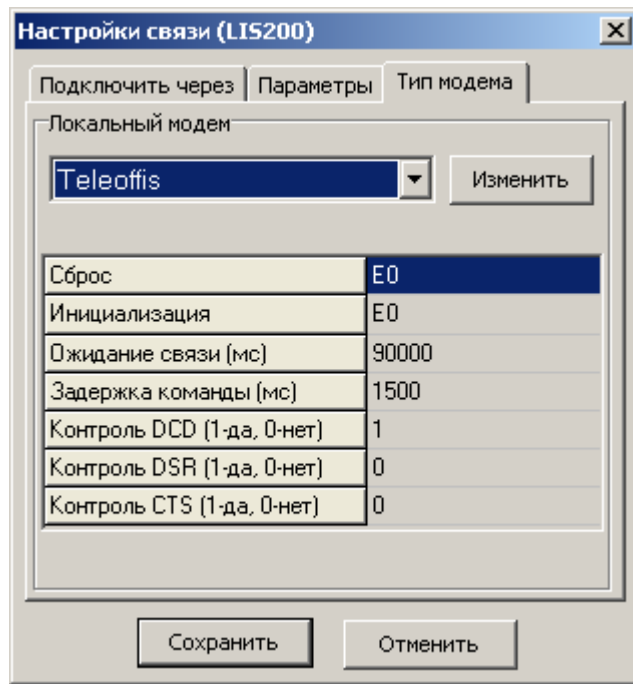 Настройки связи (LIS200)
Подключить через Параметры Тип модема
Локальный модем
Teleoffis Изменить
Сброс E0
Инициализация E0
Ожидание связи (мс) 90000
Задержка команды (мс) 1500
Контроль DCD (1-да, 0-нет) 1
Контроль DSR (1-да, 0-нет) 0
Контроль CTS (1-да, 0-нет) 0
Сохранить Отменить